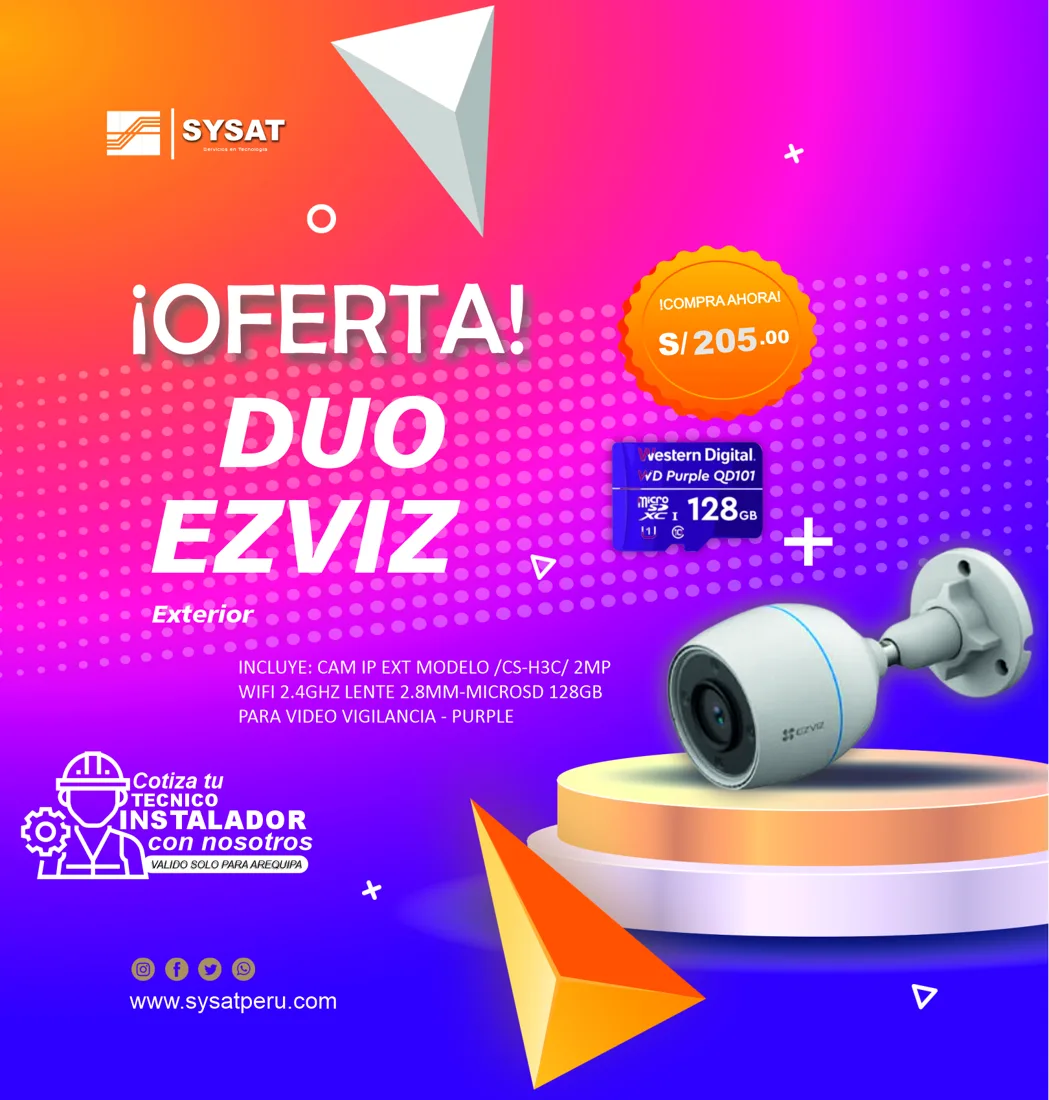 SYSAT
Servicios en Tecnología
¡OFERTA!
DUO
EZVIZ
Exterior
!COMPRA AHORA!
S/ 205.00
Western Digital.
WD Purple QD101
micro SD XC I 128GB
U1 C10
INCLUYE: CAM IP EXT MODELO /CS-H3C/ 2MP
WIFI 2.4GHZ LENTE 2.8MM-MICROSD 128GB
PARA VIDEO VIGILANCIA - PURPLE
EZVIZ
Cotiza tu
TECNICO
INSTALADOR
con nosotros
VALIDO SOLO PARA AREQUIPA
www.sysatperu.com